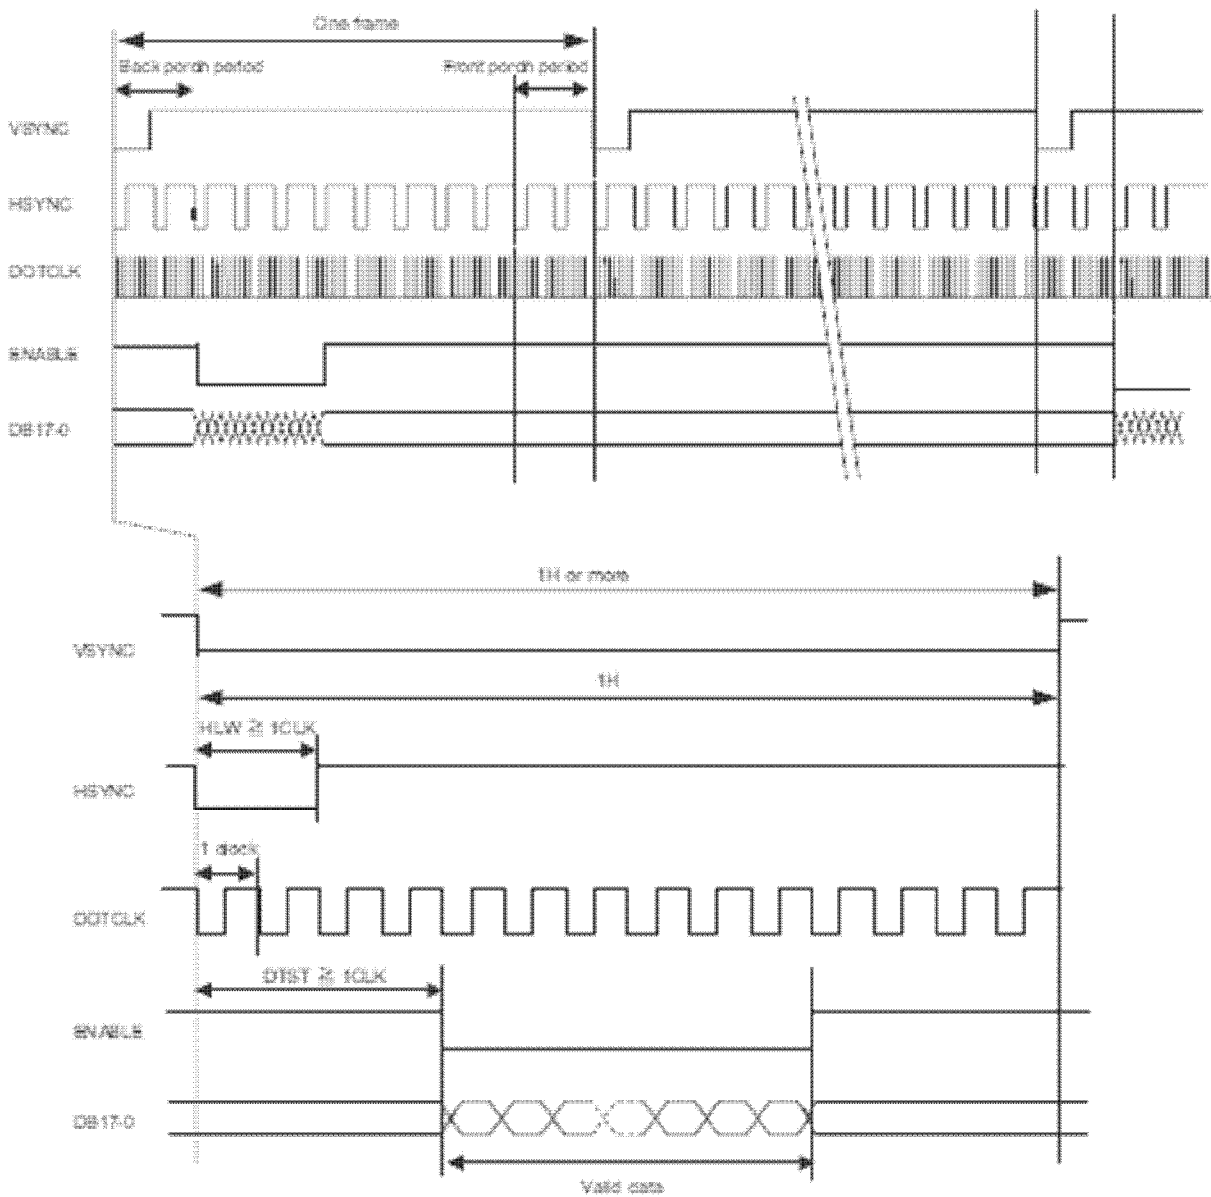 One frame
Back porch period
Front porch period
VSYNC
HSYNC
DOTCLK
ENABLE
DB17-0
1H or more
VSYNC
1H
HLW ≧ 1CLK
HSYNC
1 clock
DOTCLK
DTST ≧ 1CLK
ENABLE
DB17-0
Valid data